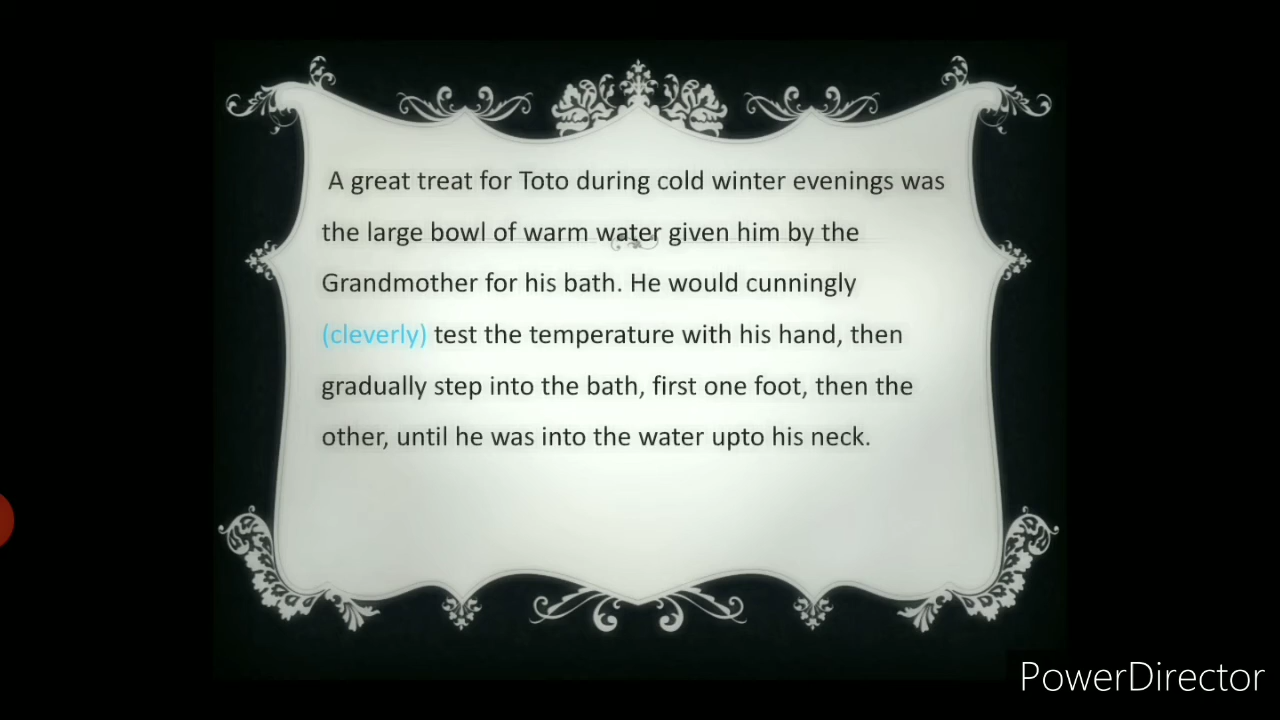 A great treat for Toto during cold winter evenings was
the large bowl of warm water given him by the
Grandmother for his bath. He would cunningly
(cleverly) test the temperature with his hand, then
gradually step into the bath, first one foot, then the
other, until he was into the water upto his neck.
PowerDirector